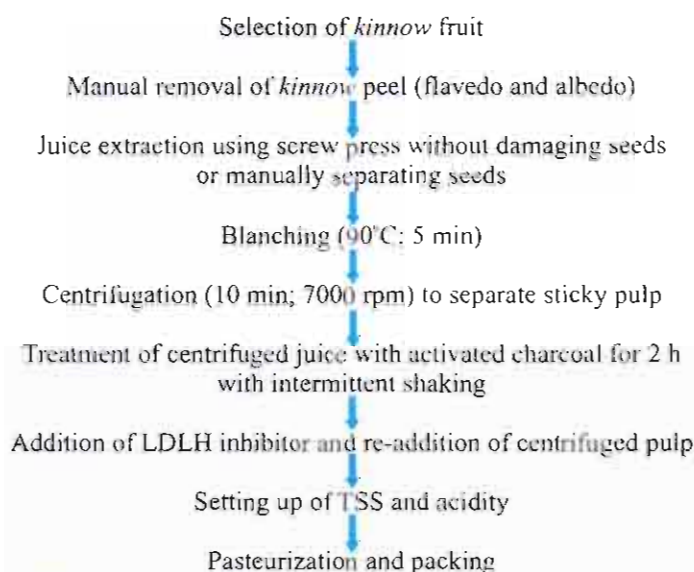 Selection of kinnow fruit
Manual removal of kinnow peel (flavedo and albedo)
Juice extraction using screw press without damaging seeds
or manually separating seeds
Blanching (90°C: 5 min)
Centrifugation (10 min; 7000 rpm) to separate sticky pulp
Treatment of centrifuged juice with activated charcoal for 2 h
with intermittent shaking
Addition of LDLH inhibitor and re-addition of centrifuged pulp
Setting up of TSS and acidity
Pasteurization and packing